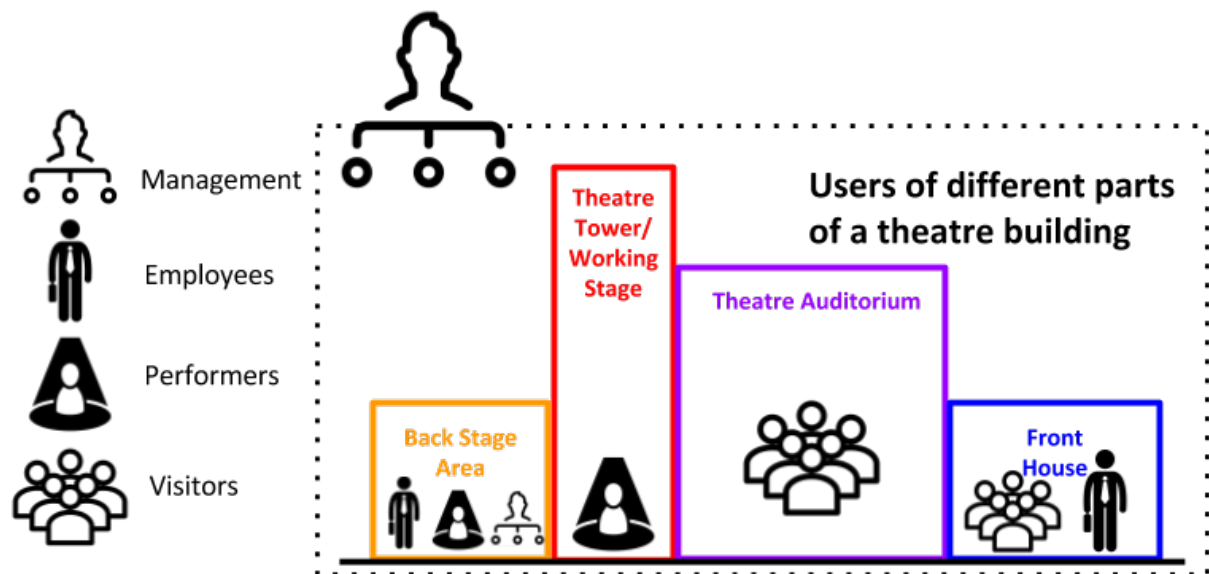 Management
Employees
Performers
Visitors
Users of different parts
of a theatre building
Theatre
Tower/
Working
Stage
Theatre Auditorium
Back Stage
Area
Front
House